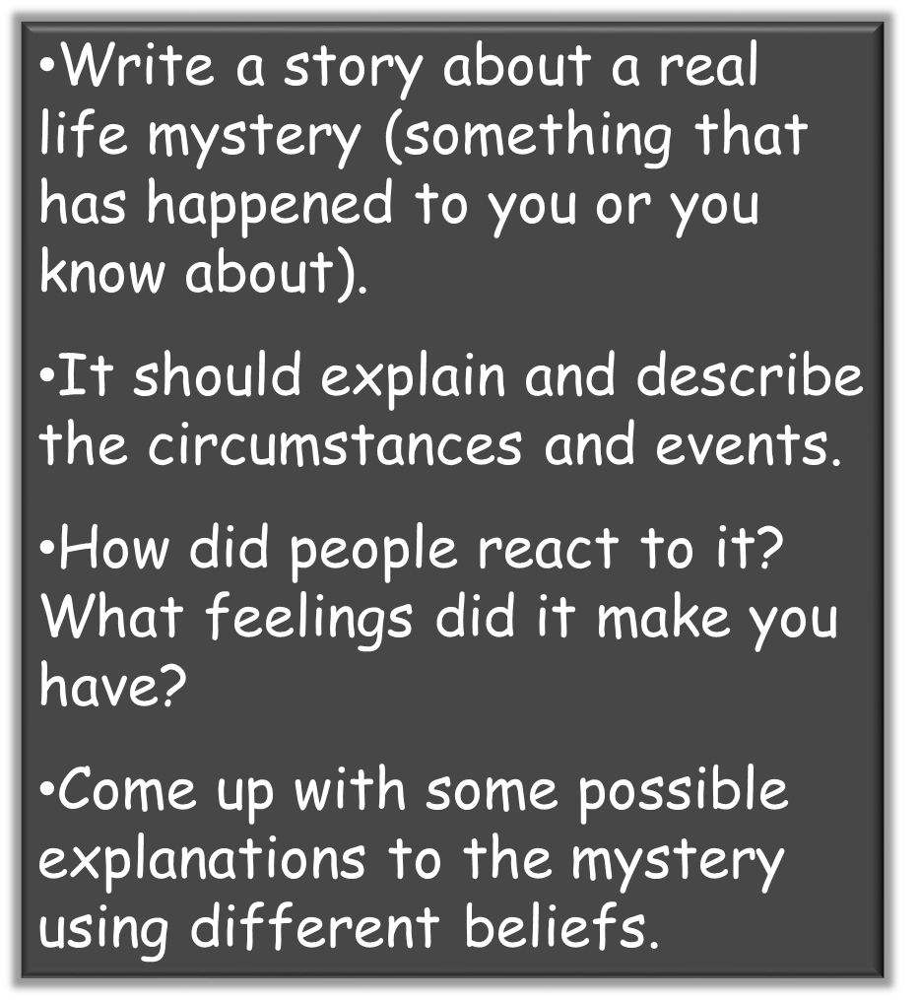 •Write a story about a real
life mystery (something that
has happened to you or you
know about).
•It should explain and describe
the circumstances and events.
•How did people react to it?
What feelings did it make you
have?
•Come up with some possible
explanations to the mystery
using different beliefs.